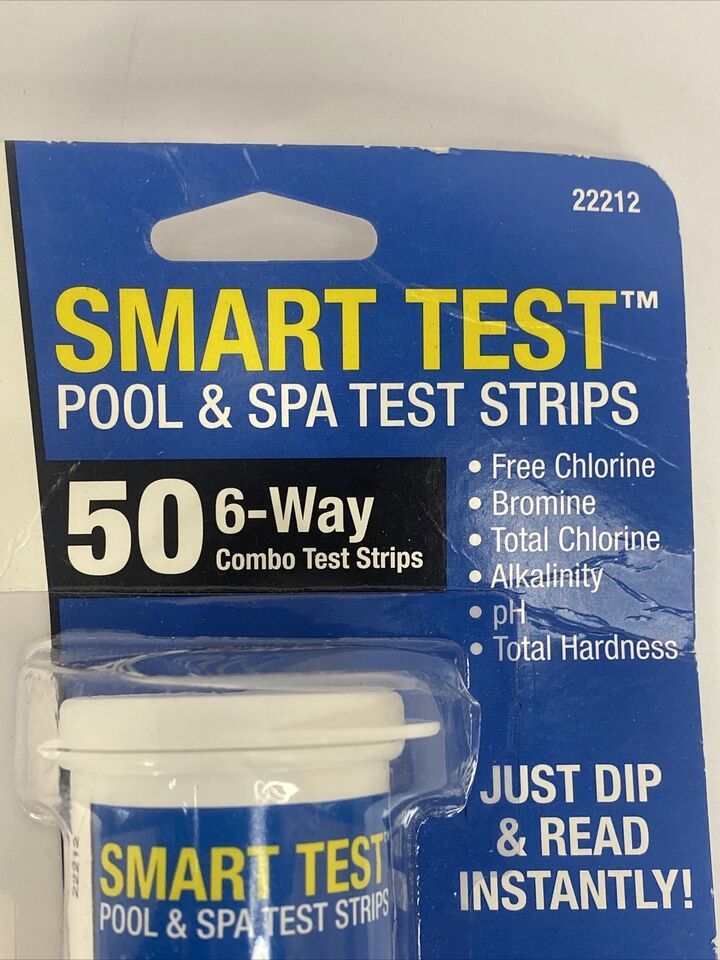 22212
SMART TEST™
POOL & SPA TEST STRIPS
50 6-Way
Combo Test Strips
• Free Chlorine
• Bromine
• Total Chlorine
• Alkalinity
• pH
• Total Hardness
JUST DIP
& READ
INSTANTLY!
22212
SMART TEST™
POOL & SPA TEST STRIPS